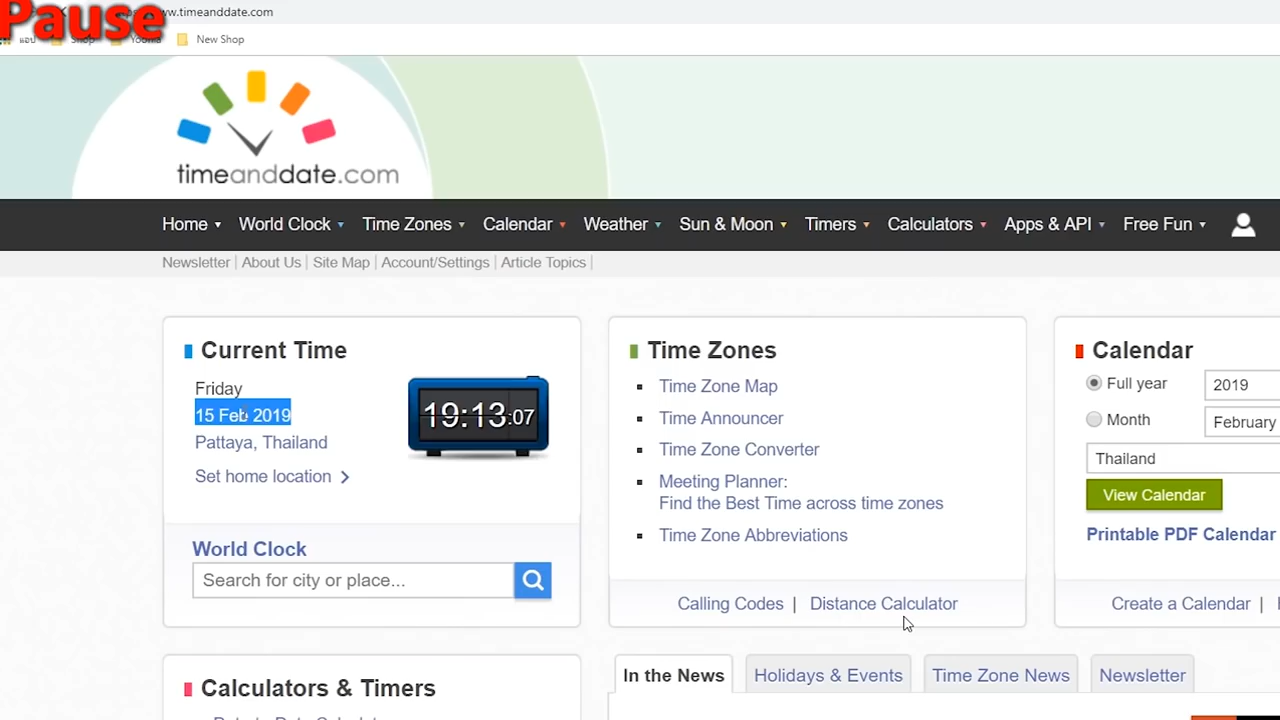 Pause
www.timeanddate.com
แอป
Shop
New Shop
timeanddate.com
Home World Clock Time Zones Calendar Weather Sun & Moon Timers Calculators Apps & API Free Fun
Newsletter | About Us | Site Map | Account/Settings | Article Topics |
Current Time
Friday
15 Feb 2019
Pattaya, Thailand
Set home location
19:13:07
World Clock
Search for city or place...
Time Zones
Time Zone Map
Time Announcer
Time Zone Converter
Meeting Planner:
Find the Best Time across time zones
Time Zone Abbreviations
Calling Codes | Distance Calculator
Calendar
Full year 2019
Month February
Thailand
View Calendar
Printable PDF Calendar
Create a Calendar |
Calculators & Timers
In the News Holidays & Events Time Zone News Newsletter